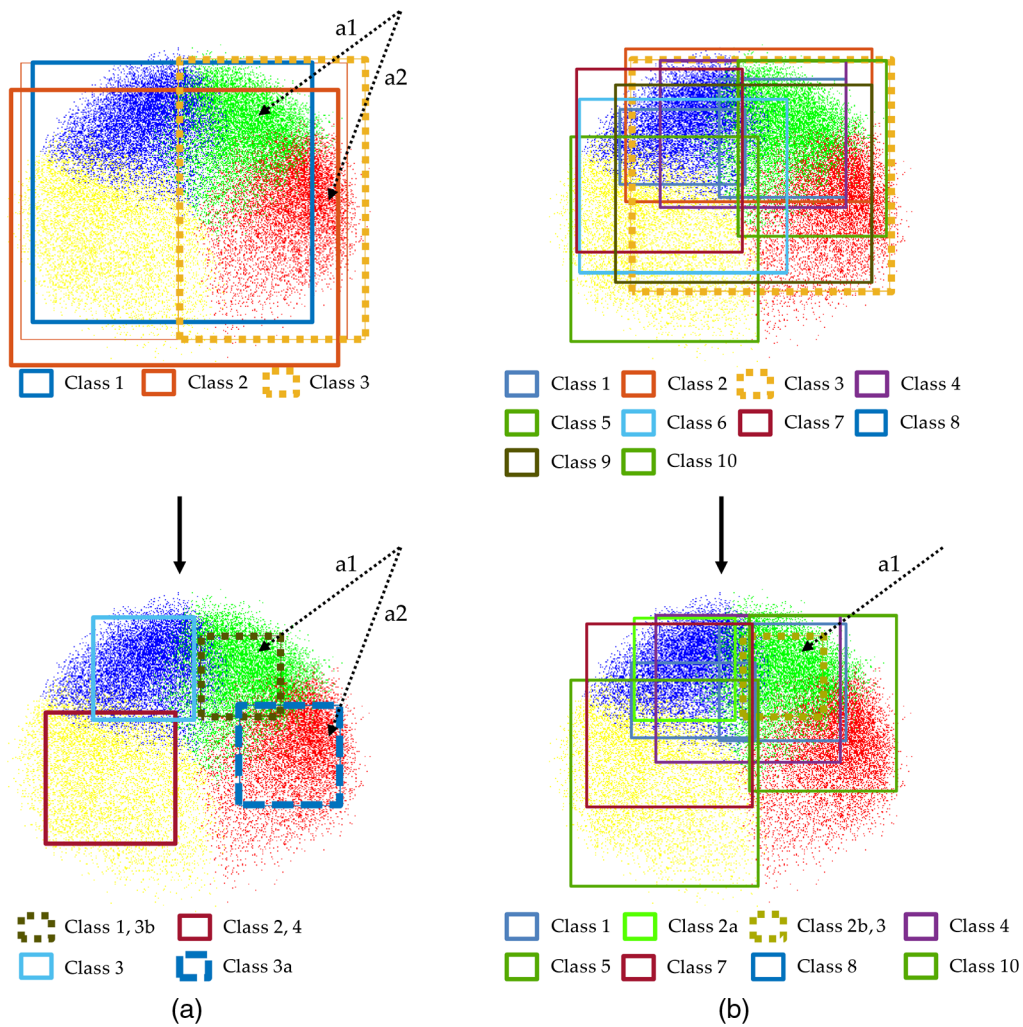 a1
a2
Class 1 Class 2 Class 3
Class 1 Class 2 Class 3 Class 4
Class 5 Class 6 Class 7 Class 8
Class 9 Class 10
a1
a2
Class 1, 3b Class 2, 4
Class 3 Class 3a
(a)
a1
Class 1 Class 2a Class 2b, 3 Class 4
Class 5 Class 7 Class 8 Class 10
(b)